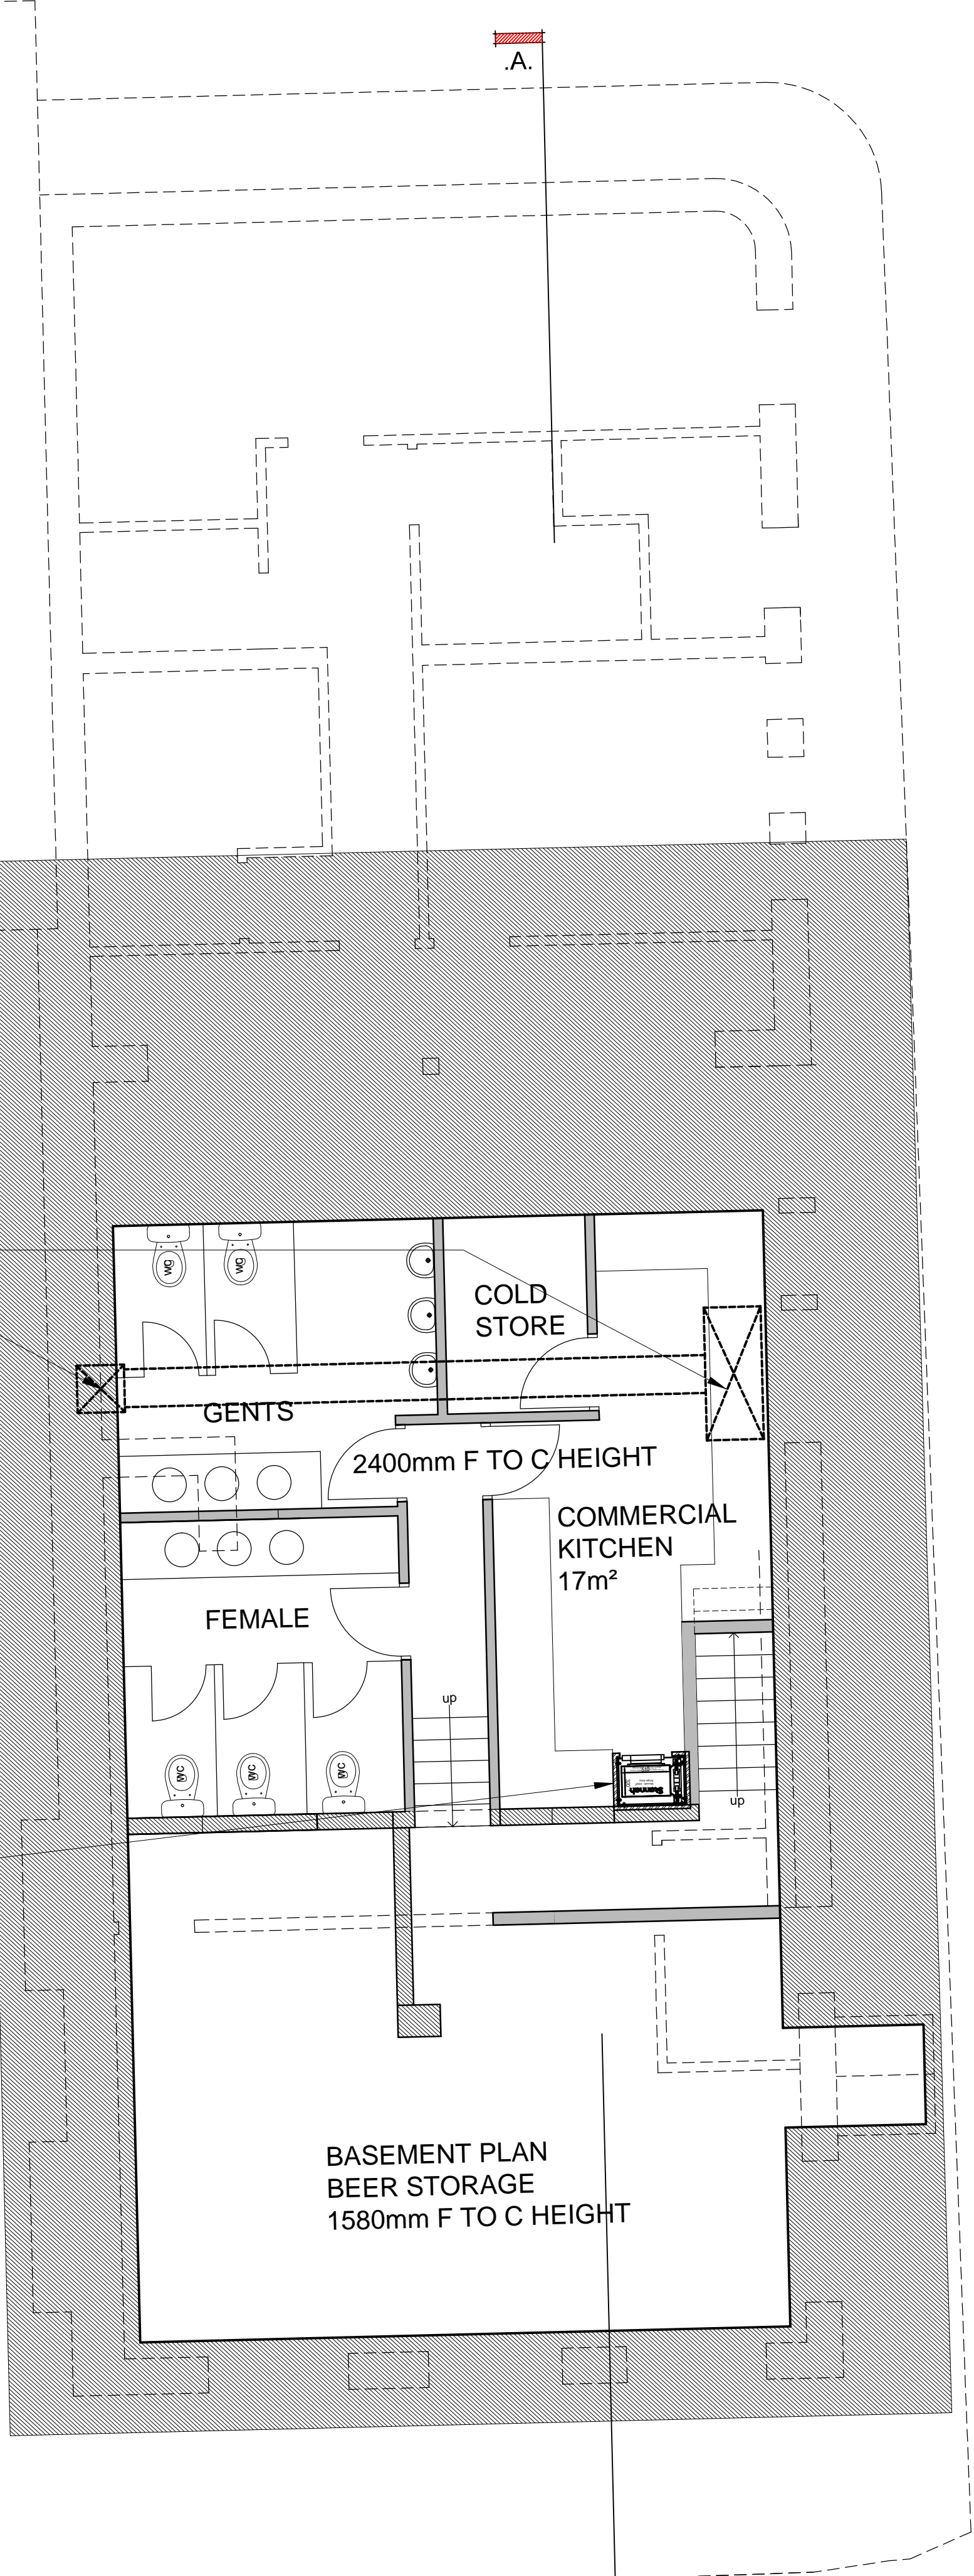 .A.
WC
WC
COLD
STORE
GENTS
2400mm F TO C HEIGHT
COMMERCIAL
KITCHEN
17m²
FEMALE
up
WC
WC
WC
Stannah
up
BASEMENT PLAN
BEER STORAGE
1580mm F TO C HEIGHT